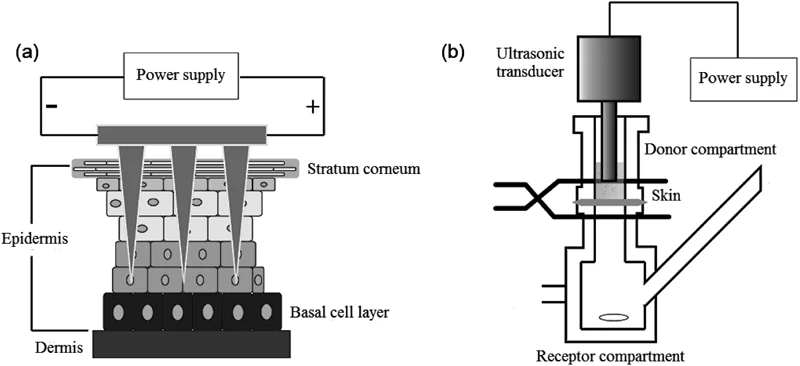 (a)
Power supply
-
+
Stratum corneum
Epidermis
Basal cell layer
Dermis
(b)
Ultrasonic
transducer
Power supply
Donor compartment
Skin
Receptor compartment